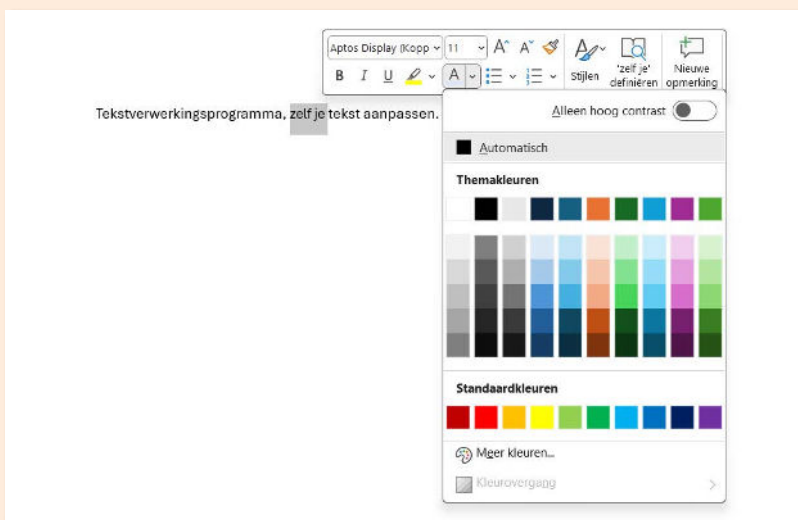 Aptos Display (Kopp 11 A A
B I U A Stijlen 'zelf je' definiëren Nieuwe opmerking
Tekstverwerkingsprogramma, zelf je tekst aanpassen.
Alleen hoog contrast
Automatisch
Themakleuren
Standaardkleuren
Meer kleuren...
Kleurovergang